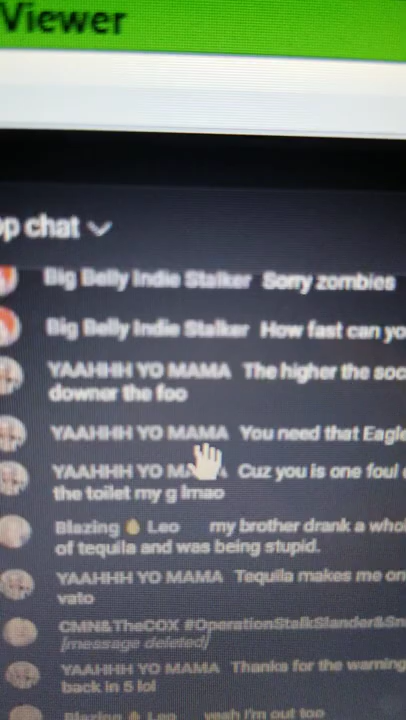 Viewer
p chat
Big Belly Indie Stalker Sorry zombies
Big Belly Indie Stalker How fast can yo
YAAHHH YO MAMA The higher the soc
downer the foo
YAAHHH YO MAMA You need that Eagle
YAAHHH YO MAMA Cuz you is one foul
the toilet my g lmao
Blazing Leo my brother drank a whol
of tequila and was being stupid.
YAAHHH YO MAMA Tequila makes me on
vato
CMN&TheCOX #OperationStalkSlander&Sn
[message deleted]
YAAHHH YO MAMA Thanks for the warning
back in 5 lol
Blazing Leo yeah I'm out too